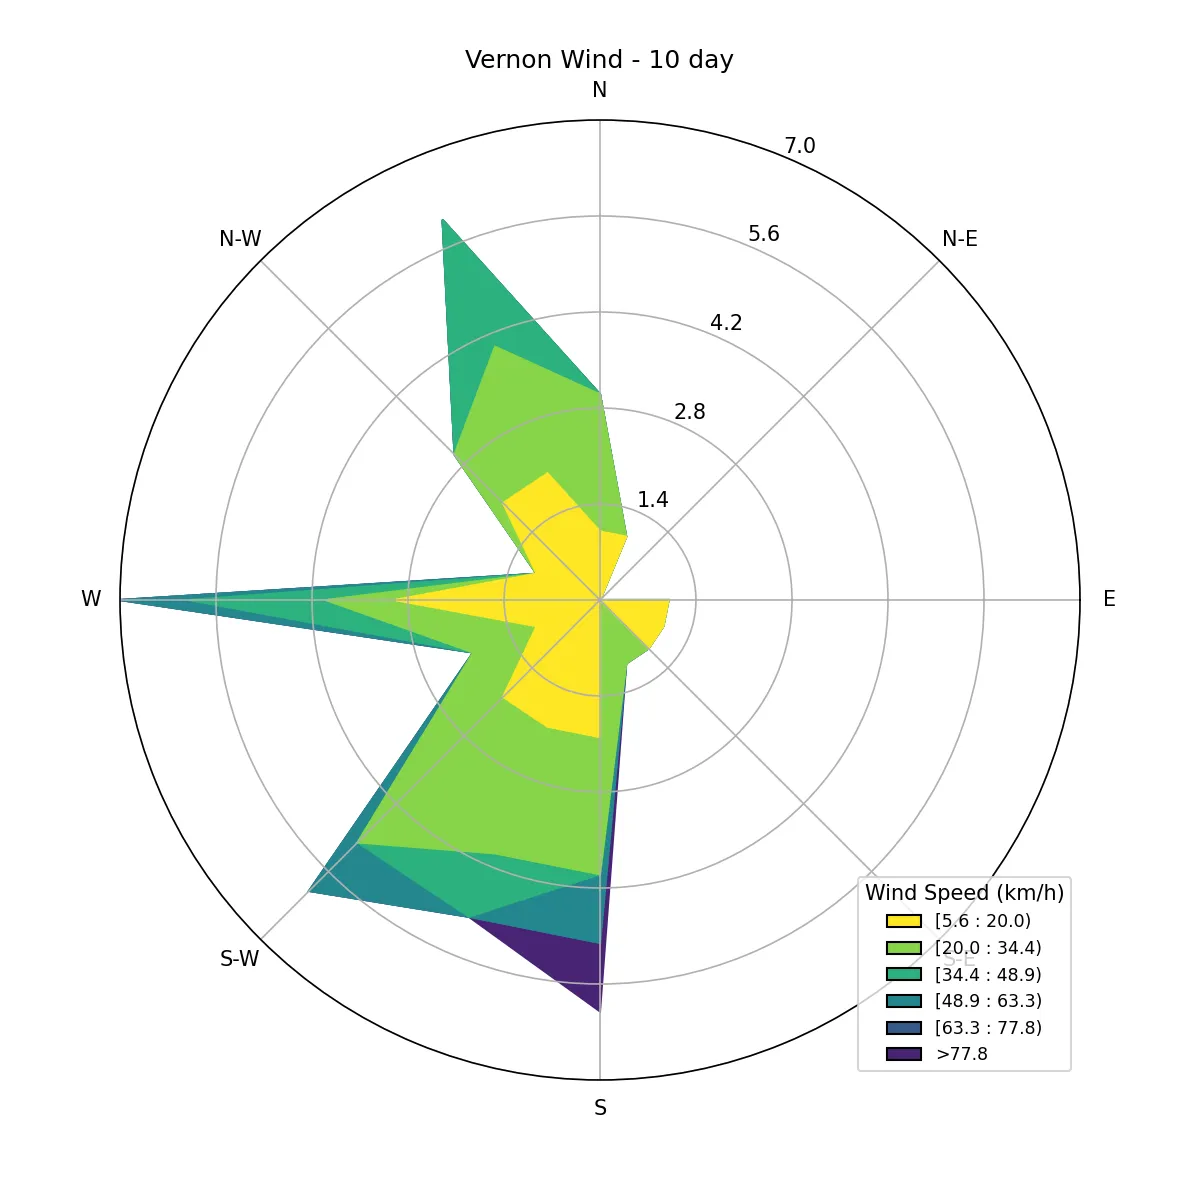 Vernon Wind - 10 day
N
7.0
N-W
5.6
N-E
4.2
2.8
1.4
W
E
S-W
S-E
S
Wind Speed (km/h)
[5.6 : 20.0)
[20.0 : 34.4)
[34.4 : 48.9)
[48.9 : 63.3)
[63.3 : 77.8)
>77.8